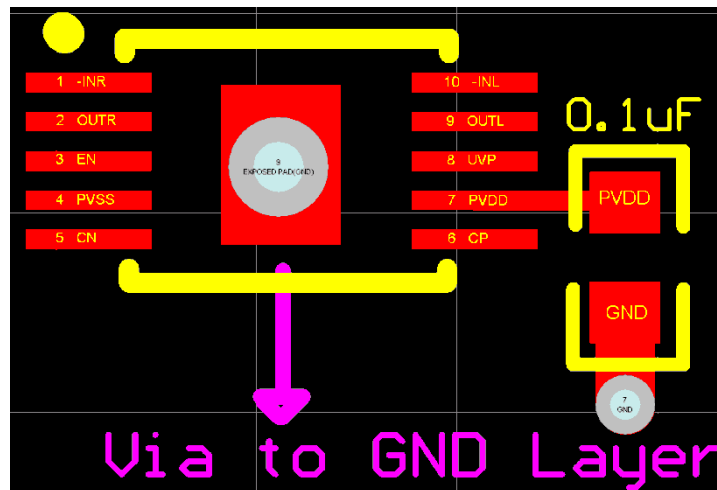 1 -INR
10 -INL
2 OUTR
9 OUTL
0.1uF
3 EN
9
EXPOSED PAD(GND)
8 UVP
4 PVSS
7 PVDD
PVDD
5 CN
6 CP
GND
7
GND
Via to GND Layer